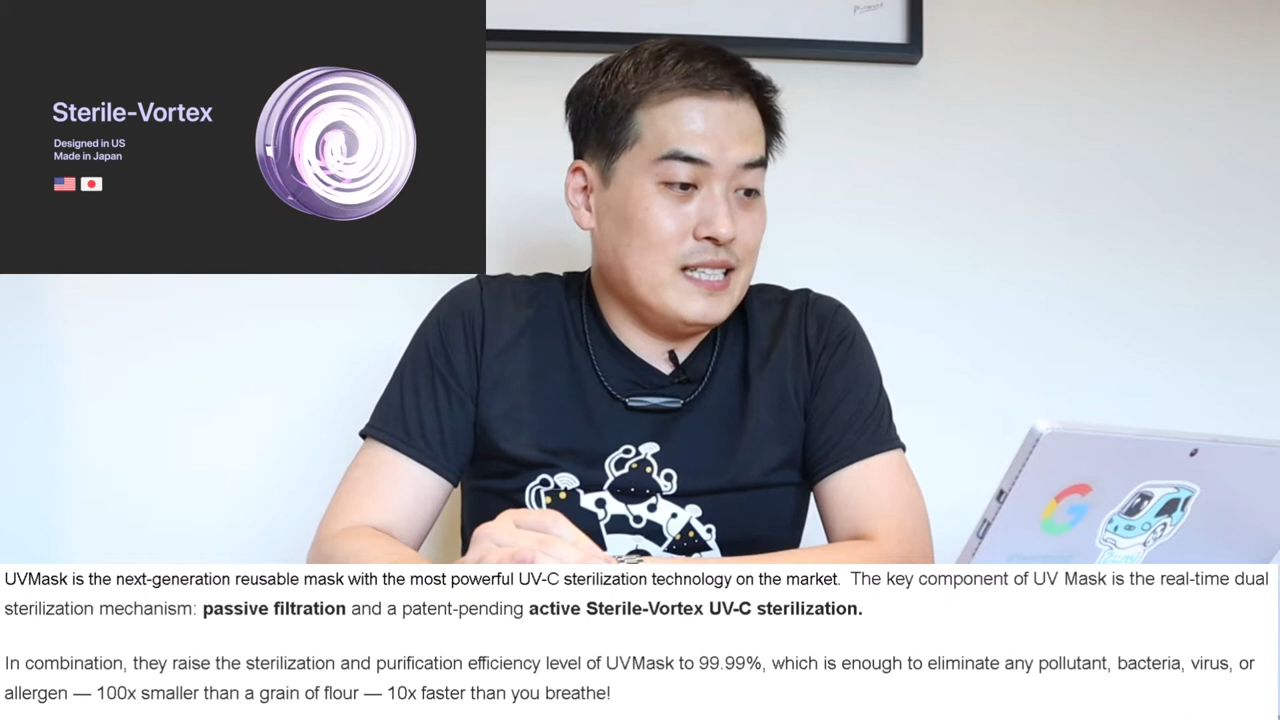 Sterile-Vortex
Designed in US
Made in Japan
UVMask is the next-generation reusable mask with the most powerful UV-C sterilization technology on the market. The key component of UV Mask is the real-time dual
sterilization mechanism: passive filtration and a patent-pending active Sterile-Vortex UV-C sterilization.
In combination, they raise the sterilization and purification efficiency level of UVMask to 99.99%, which is enough to eliminate any pollutant, bacteria, virus, or
allergen — 100x smaller than a grain of flour — 10x faster than you breathe!
G